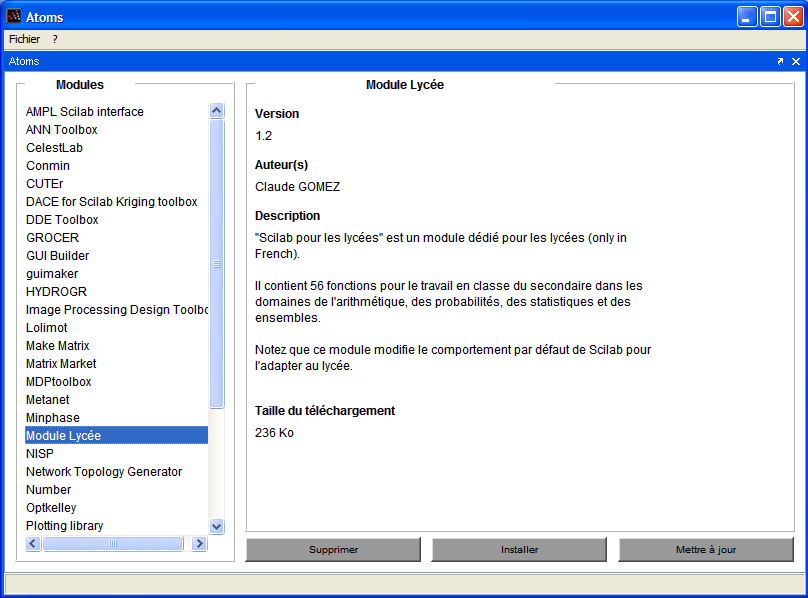 Atoms
Fichier ?
Atoms
Modules
AMPL Scilab interface
ANN Toolbox
CelestLab
Conmin
CUTEr
DACE for Scilab Kriging toolbox
DDE Toolbox
GROCER
GUI Builder
guimaker
HYDROGR
Image Processing Design Toolbo
Lolimot
Make Matrix
Matrix Market
MDPtoolbox
Metanet
Minphase
Module Lycée
NISP
Network Topology Generator
Number
Optkelley
Plotting library
Module Lycée
Version
1.2
Auteur(s)
Claude GOMEZ
Description
"Scilab pour les lycées" est un module dédié pour les lycées (only in
French).
Il contient 56 fonctions pour le travail en classe du secondaire dans les
domaines de l'arithmétique, des probabilités, des statistiques et des
ensembles.
Notez que ce module modifie le comportement par défaut de Scilab pour
l'adapter au lycée.
Taille du téléchargement
236 Ko
Supprimer
Installer
Mettre à jour